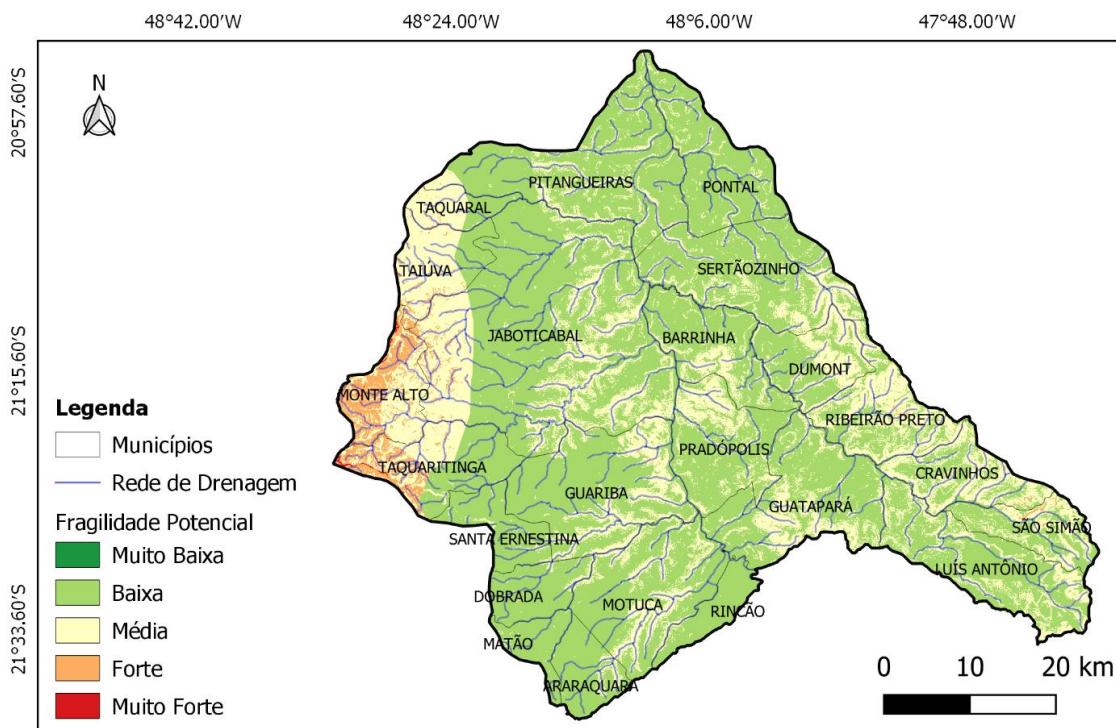 48°42.00′W
48°24.00′W
48°6.00′W
47°48.00′W
20°57.60′S
21°15.60′S
21°33.60′S
N
PITANGUEIRAS
PONTAL
TAQUARAL
TAIÚVA
SERTÃOZINHO
JABOTICABAL
BARRINHA
DUMONT
MONTE ALTO
RIBEIRÃO PRETO
PRADÓPOLIS
TAQUARITINGA
CRAVINHOS
GUARIBA
GUATAPARÁ
SÃO SIMÃO
SANTA ERNESTINA
LUÍS ANTÔNIO
DOBRADA
MOTUCA
RINCÃO
MATÃO
ARARAQUARA
Legenda
Municípios
Rede de Drenagem
Fragilidade Potencial
Muito Baixa
Baixa
Média
Forte
Muito Forte
0 10 20 km